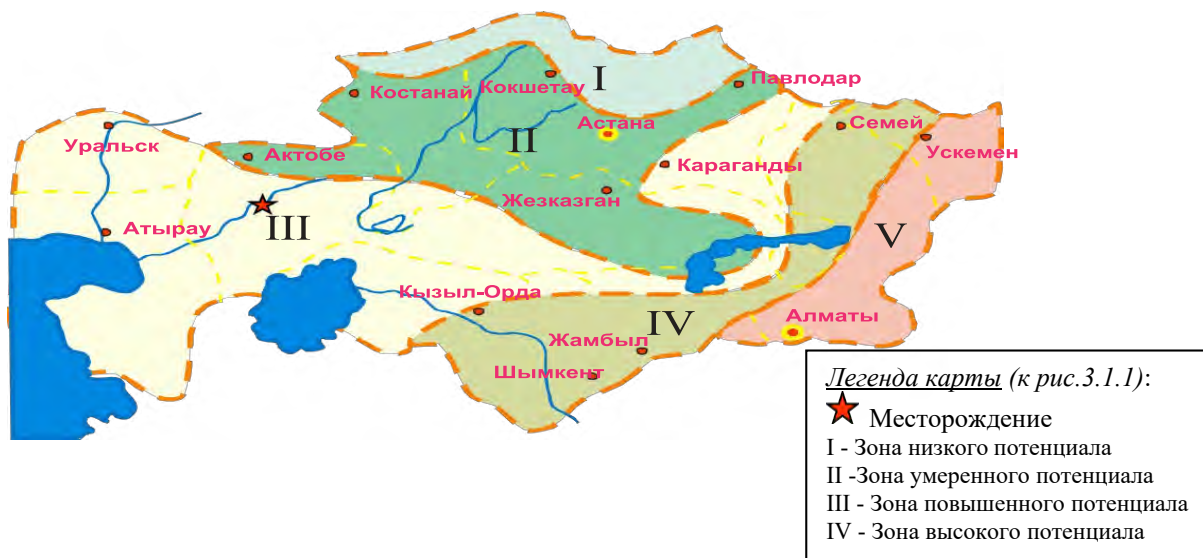 I
Павлодар
Костанай
Кокшетау
Астана
Семей
Уральск
II
Ускемен
Актобе
Караганды
Жезказган
Атырау
III
V
Кызыл-Орда
IV
Алматы
Жамбыл
Шымкент
Легенда карты (к рис.3.1.1):
Месторождение
I - Зона низкого потенциала
II -Зона умеренного потенциала
III - Зона повышенного потенциала
IV - Зона высокого потенциала